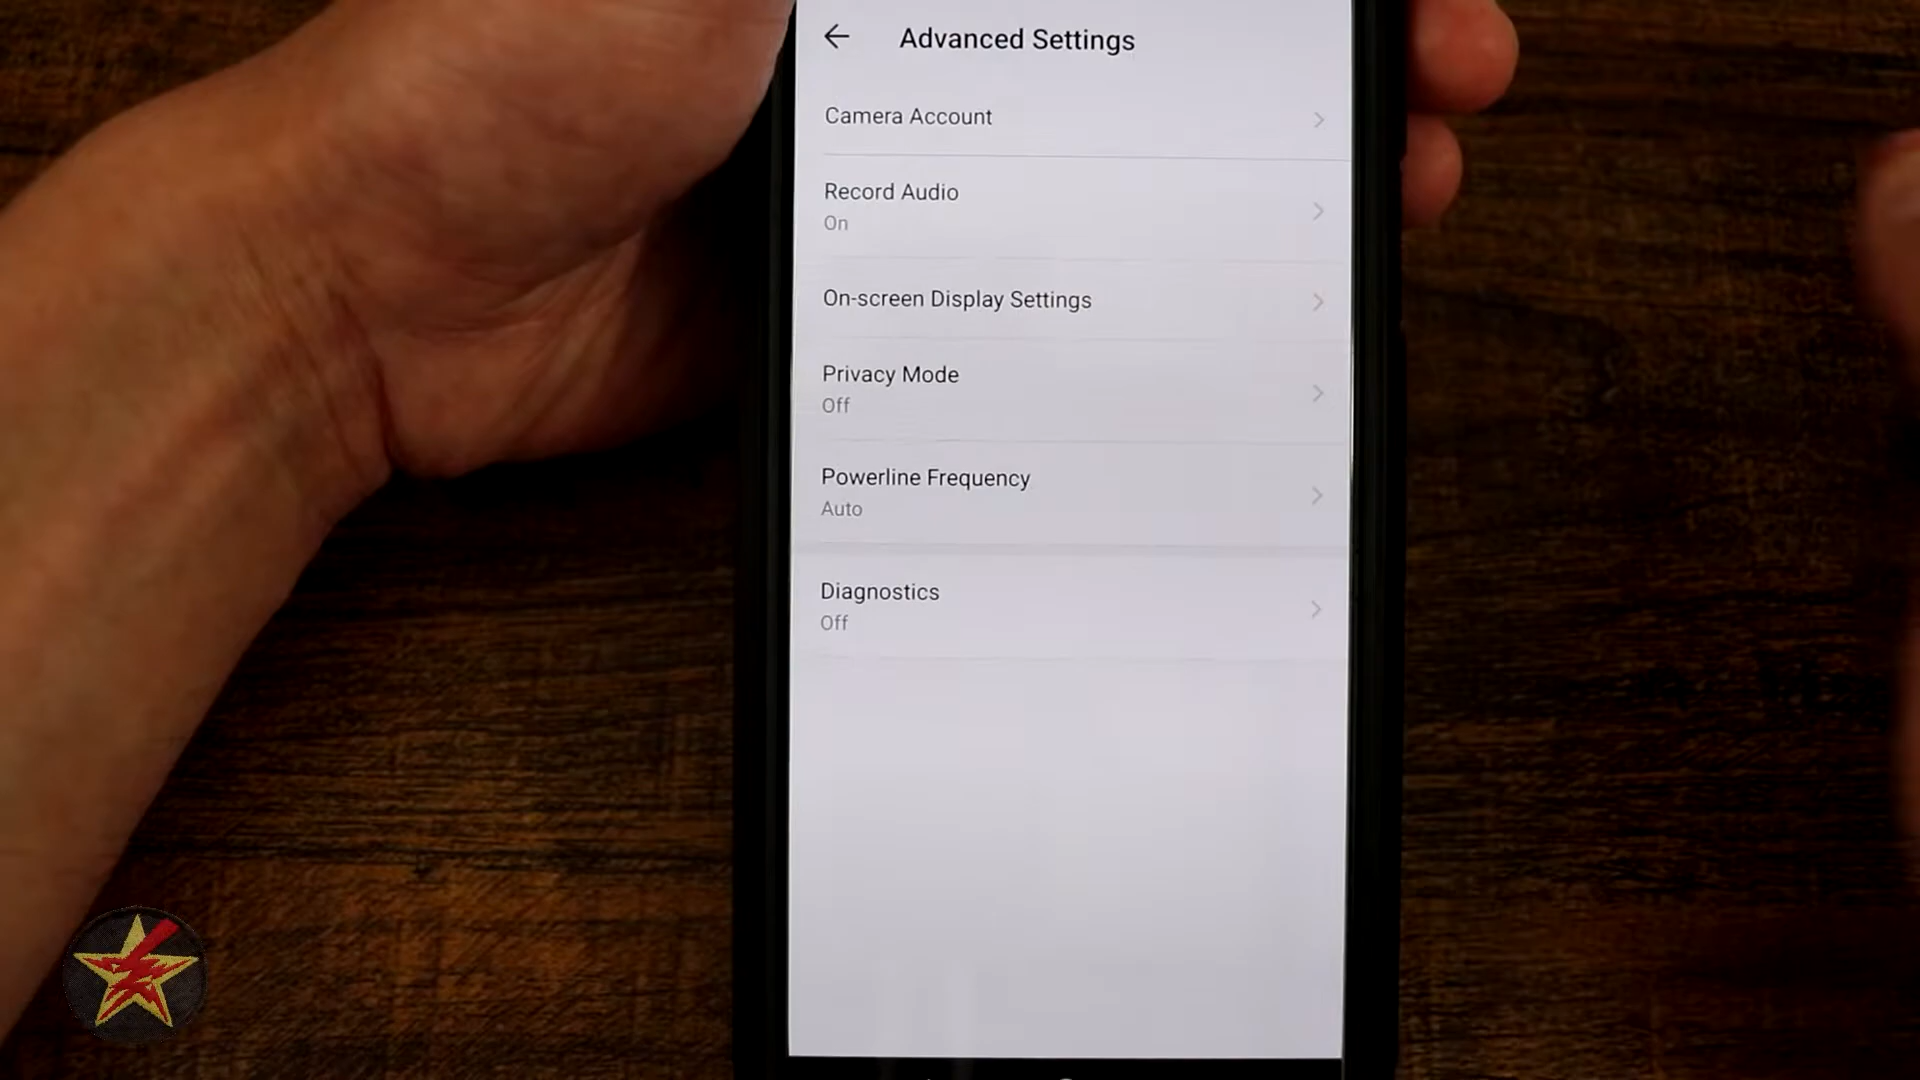 Advanced Settings
Camera Account
Record Audio
On
On-screen Display Settings
Privacy Mode
Off
Powerline Frequency
Auto
Diagnostics
Off